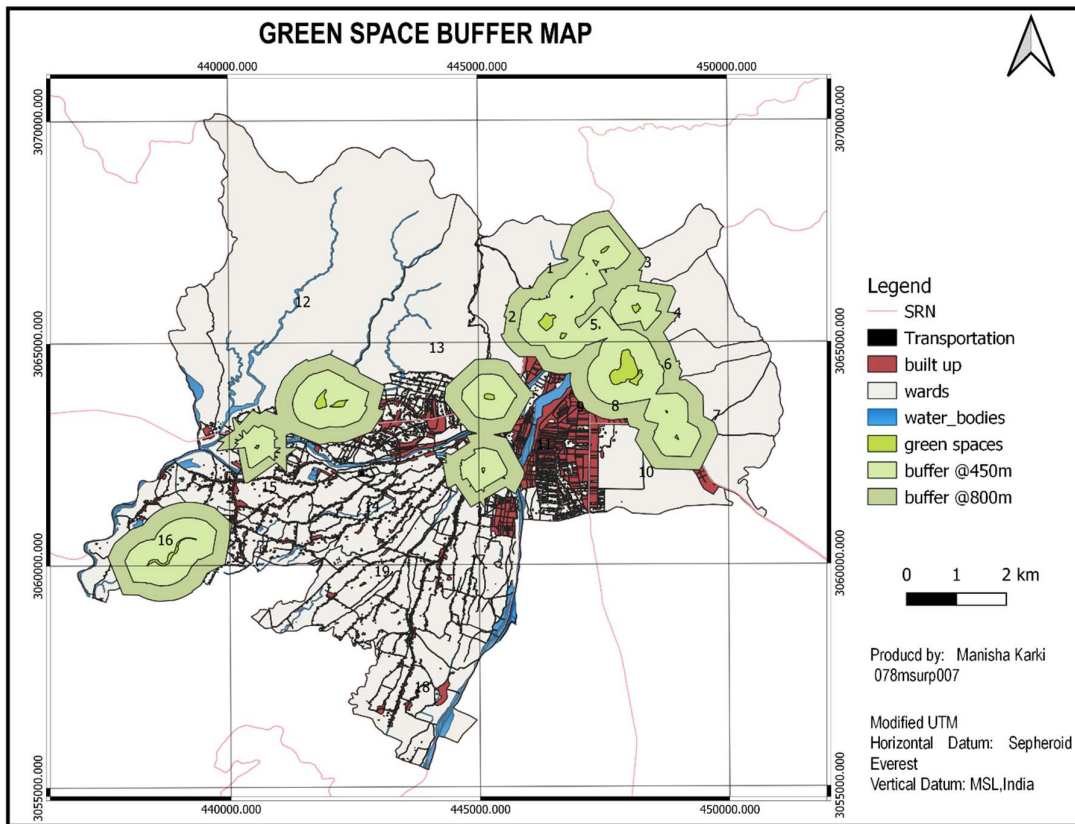 GREEN SPACE BUFFER MAP
440000.000 445000.000 450000.000
3070000.000 3070000.000
3065000.000 3065000.000
3060000.000 3060000.000
3055000.000 3055000.000
1
3
12
2
5.
4
13
6
8
9
7
11
10
15
14
16
19
17
18
440000.000 445000.000 450000.000
Legend
SRN
Transportation
built up
wards
water_bodies
green spaces
buffer @450m
buffer @800m
0 1 2 km
Producd by: Manisha Karki
078msurp007
Modified UTM
Horizontal Datum: Sepheroid
Everest
Vertical Datum: MSL,India